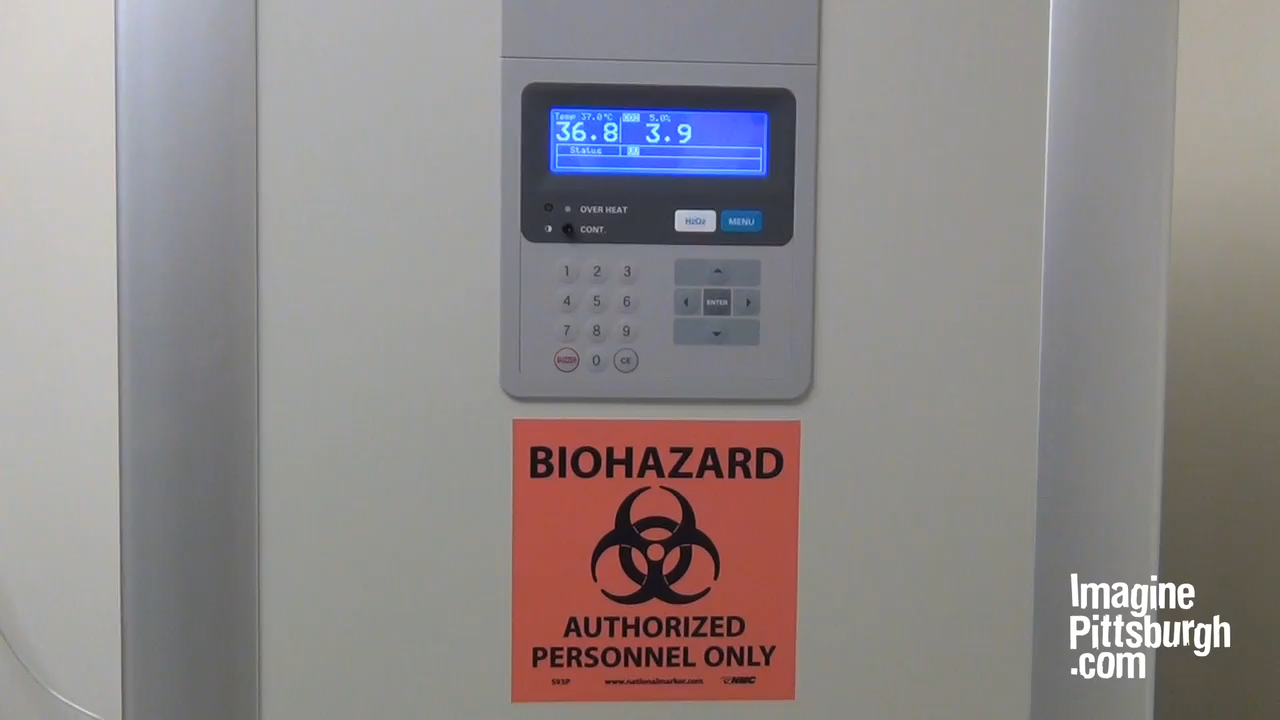 Temp 37.0°C CO2 5.0%
36.8 3.9
Status
OVER HEAT
CONT.
H2O2 MENU
1 2 3
4 5 6
7 8 9
0 CE
ENTER
BIOHAZARD
AUTHORIZED
PERSONNEL ONLY
S93P www.nationalmarker.com NMC
Imagine
Pittsburgh
.com